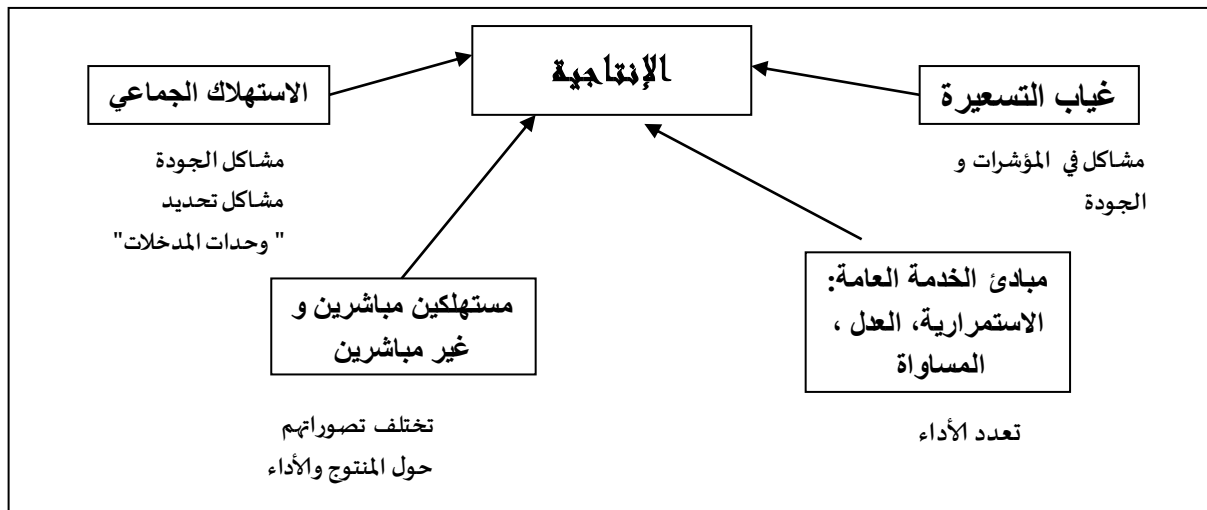 الإنتاجية
غياب التسعيرة
مشاكل في المؤشرات و
الجودة
الاستهلاك الجماعي
مشاكل الجودة
مشاكل تحديد
" وحدات المدخلات"
مبادئ الخدمة العامة:
الاستمرارية، العدل ،
المساواة
تعدد الأداء
مستهلكين مباشرين و
غير مباشرين
تختلف تصوراتهم
حول المنتوج والأداء